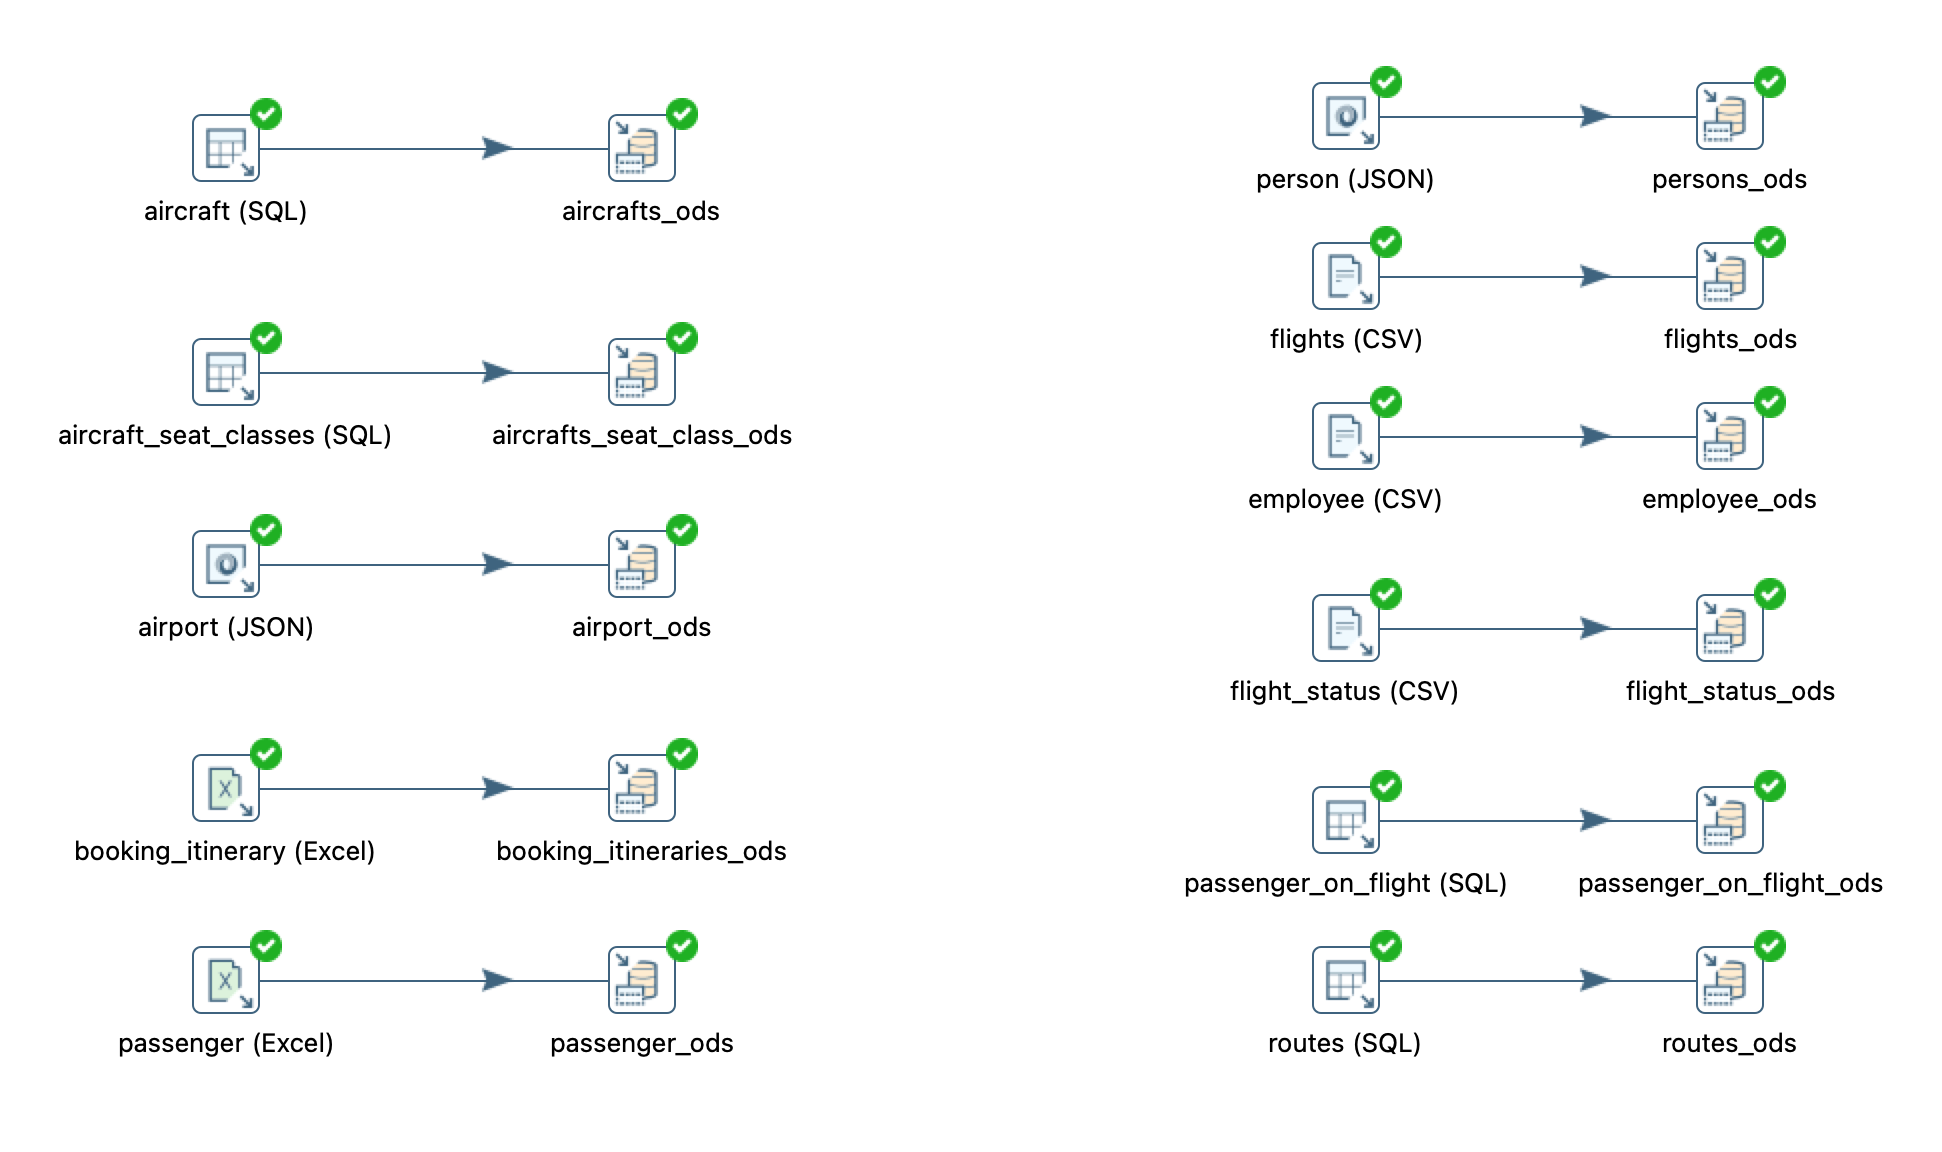 aircraft (SQL)
aircrafts_ods
aircraft_seat_classes (SQL)
aircrafts_seat_class_ods
airport (JSON)
airport_ods
booking_itinerary (Excel)
booking_itineraries_ods
passenger (Excel)
passenger_ods
person (JSON)
persons_ods
flights (CSV)
flights_ods
employee (CSV)
employee_ods
flight_status (CSV)
flight_status_ods
passenger_on_flight (SQL)
passenger_on_flight_ods
routes (SQL)
routes_ods